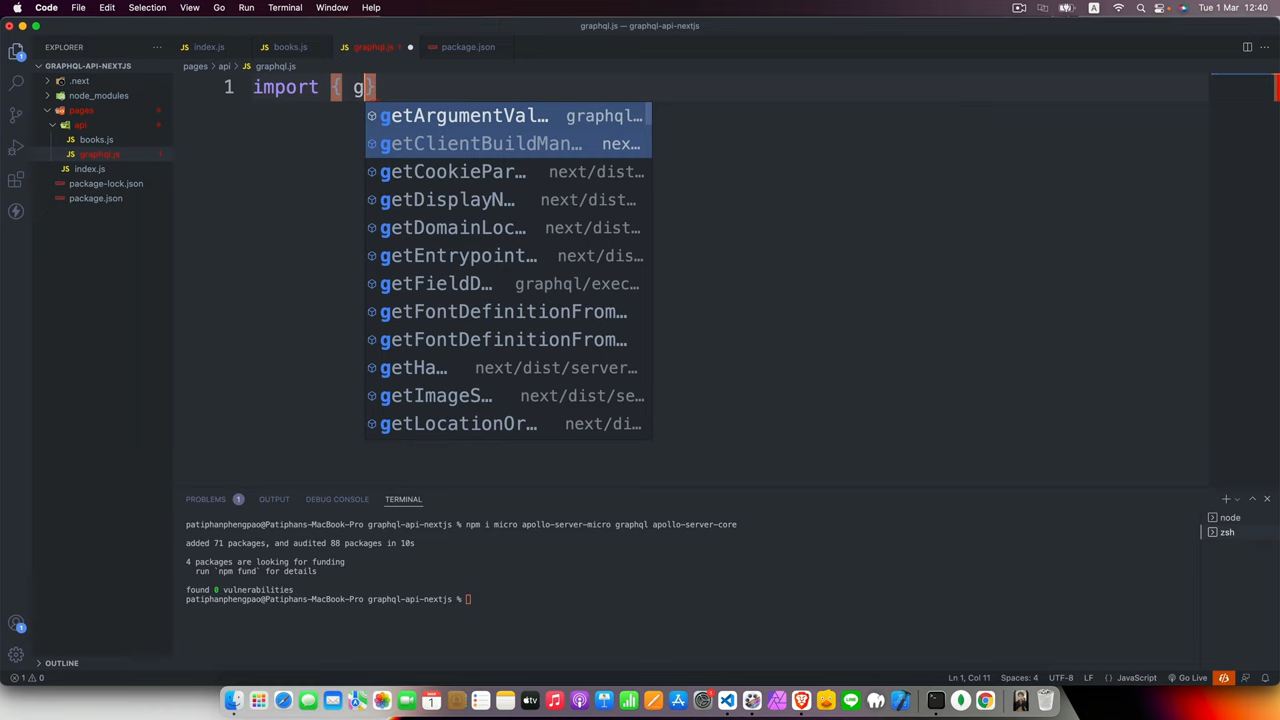 Code File Edit Selection View Go Run Terminal Window Help
A Tue 1 Mar 12:40
graphql.js — graphql-api-nextjs
EXPLORER
index.js
books.js
graphql.js 1
package.json
GRAPHQL-API-NEXTJS
.next
node_modules
pages
api
books.js
graphql.js 1
index.js
package-lock.json
package.json
pages > api > graphql.js
1 import { g}
getArgumentVal… graphql…
getClientBuildMan… nex…
getCookiePar… next/dist…
getDisplayN… next/dist…
getDomainLoc… next/dist…
getEntrypoint… next/dis…
getFieldD… graphql/exec…
getFontDefinitionFrom…
getFontDefinitionFrom…
getHa… next/dist/server…
getImageS… next/dist/se…
getLocationOr… next/di…
PROBLEMS 1 OUTPUT DEBUG CONSOLE TERMINAL
patiphanphengpao@Patiphans-MacBook-Pro graphql-api-nextjs % npm i micro apollo-server-micro graphql apollo-server-core
added 71 packages, and audited 88 packages in 10s
4 packages are looking for funding
run `npm fund` for details
found 0 vulnerabilities
patiphanphengpao@Patiphans-MacBook-Pro graphql-api-nextjs %
node
zsh
OUTLINE
1 0
Ln 1, Col 11 Spaces: 4 UTF-8 LF {} JavaScript Go Live